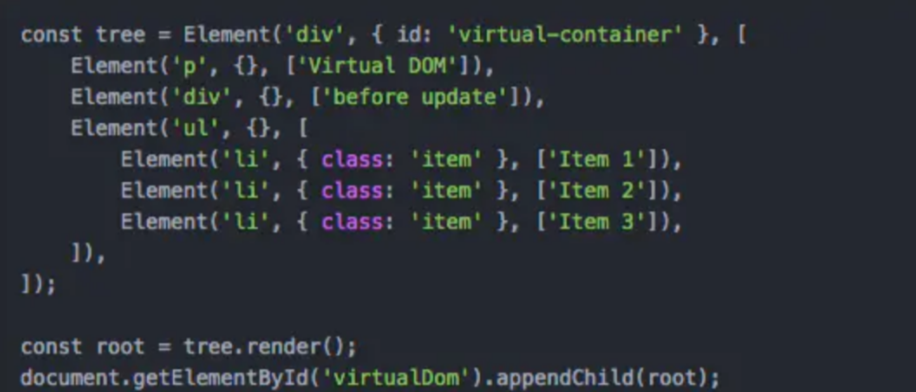 const tree = Element('div', { id: 'virtual-container' }, [
    Element('p', {}, ['Virtual DOM']),
    Element('div', {}, ['before update']),
    Element('ul', {}, [
        Element('li', { class: 'item' }, ['Item 1']),
        Element('li', { class: 'item' }, ['Item 2']),
        Element('li', { class: 'item' }, ['Item 3']),
    ]),
]);

const root = tree.render();
document.getElementById('virtualDom').appendChild(root);